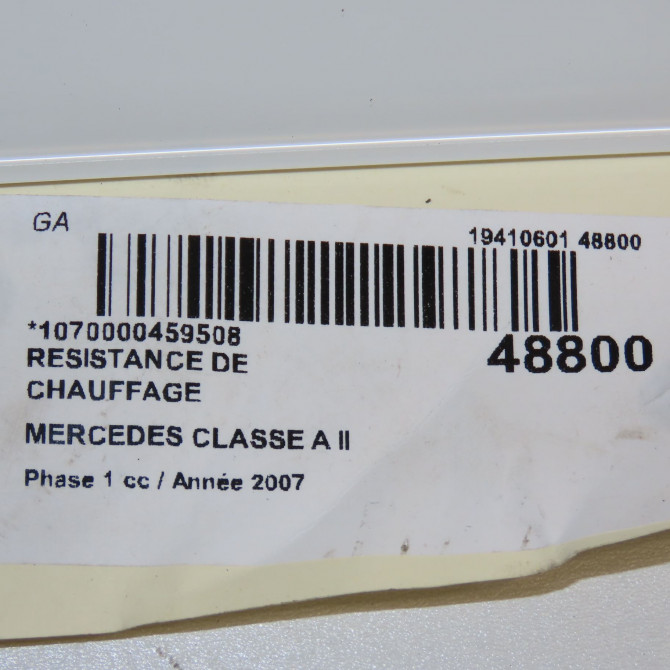 GA
19410601 48800
*1070000459508
48800
RESISTANCE DE
CHAUFFAGE
MERCEDES CLASSE A II
Phase 1 cc / Année 2007